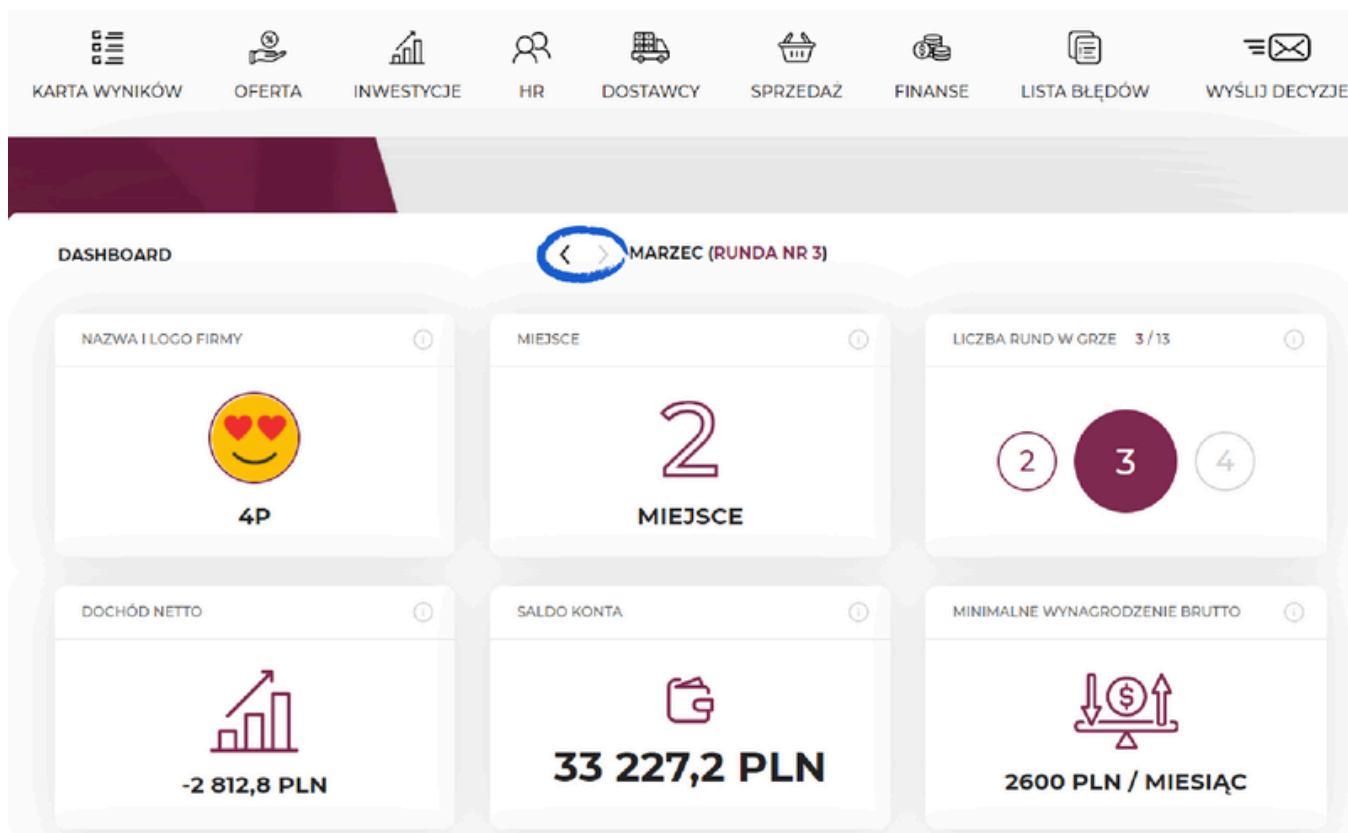 KARTA WYNIKÓW OFERTA INWESTYCJE HR DOSTAWCY SPRZEDAŻ FINANSE LISTA BŁĘDÓW WYŚLIJ DECYZJE
DASHBOARD
MARZEC (RUNDA NR 3)
NAZWA I LOGO FIRMY
4P
MIEJSCE
2
MIEJSCE
LICZBA RUND W GRZE 3 / 13
2 3 4
DOCHÓD NETTO
-2 812,8 PLN
SALDO KONTA
33 227,2 PLN
MINIMALNE WYNAGRODZENIE BRUTTO
2600 PLN / MIESIĄC